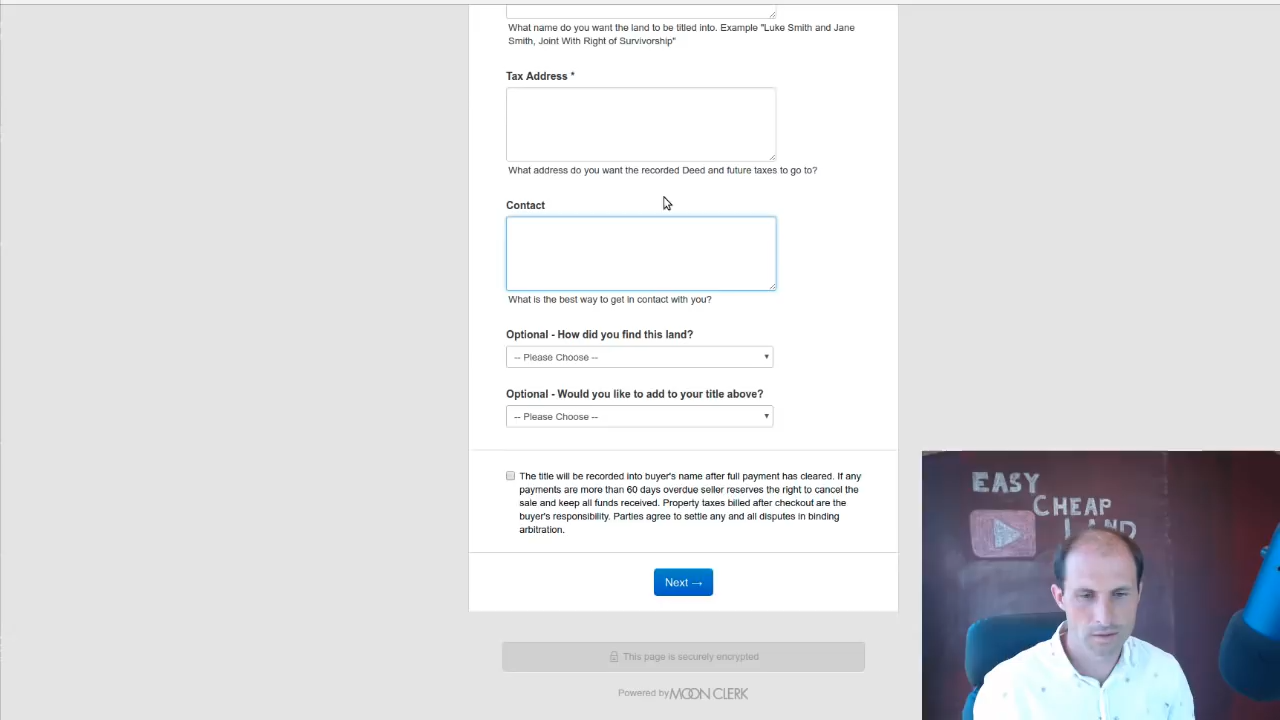 What name do you want the land to be titled into. Example "Luke Smith and Jane
Smith, Joint With Right of Survivorship"
Tax Address *
What address do you want the recorded Deed and future taxes to go to?
Contact
What is the best way to get in contact with you?
Optional - How did you find this land?
-- Please Choose --
Optional - Would you like to add to your title above?
-- Please Choose --
The title will be recorded into buyer's name after full payment has cleared. If any
payments are more than 60 days overdue seller reserves the right to cancel the
sale and keep all funds received. Property taxes billed after checkout are the
buyer's responsibility. Parties agree to settle any and all disputes in binding
arbitration.
Next →
This page is securely encrypted
Powered by MOON CLERK
EASY
CHEAP
LAND